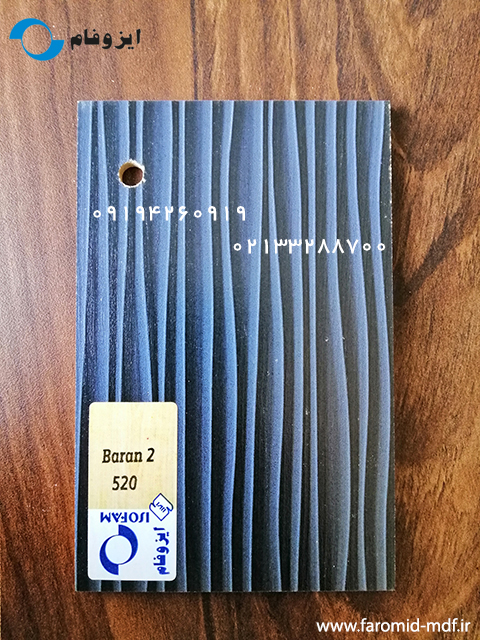 ایزوفام
۰۹۱۹۴۲۶۰۹۱۹
۰۲۱۳۳۲۸۸۷۰۰
Baran 2
520
ISOFAM
ایزوفام
www.faromid-mdf.ir